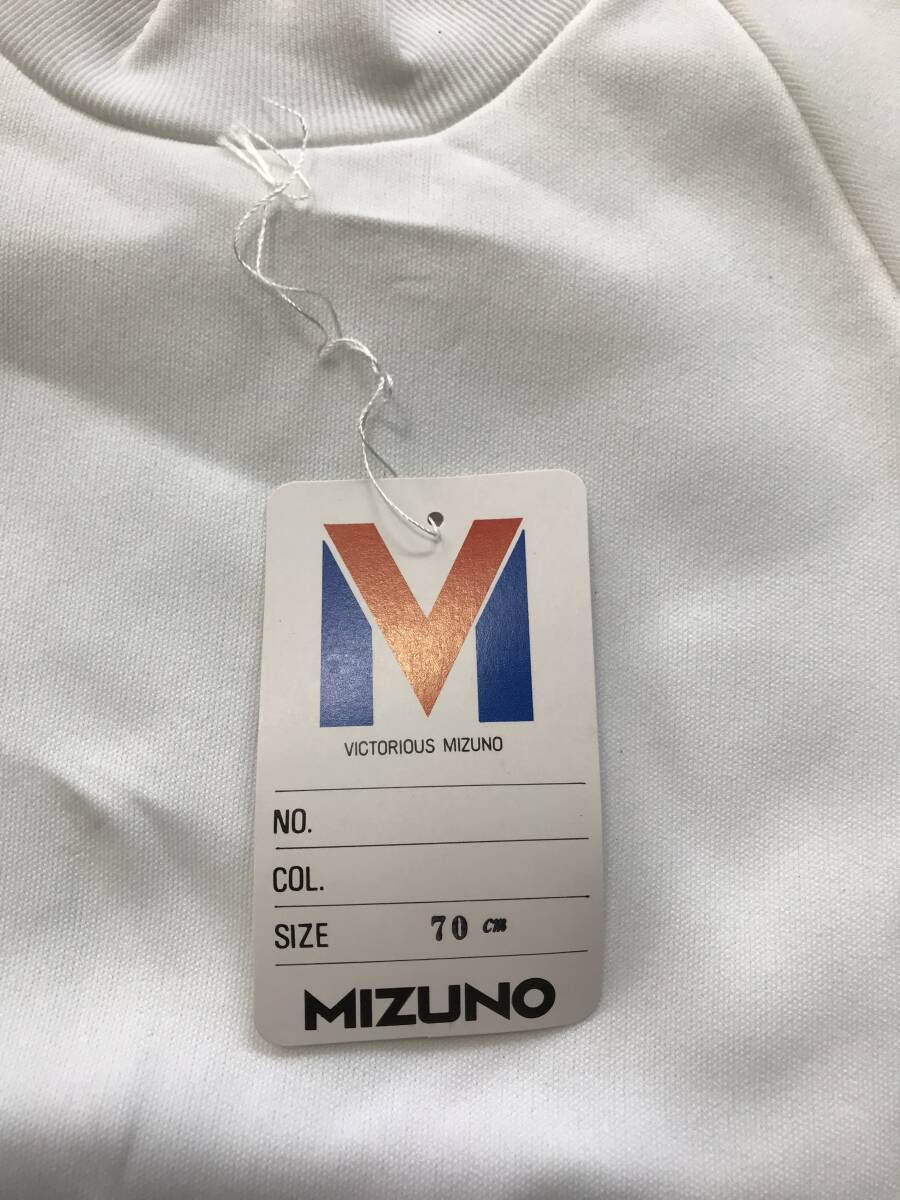 VICTORIOUS MIZUNO
NO.
COL.
SIZE 70 cm
MIZUNO